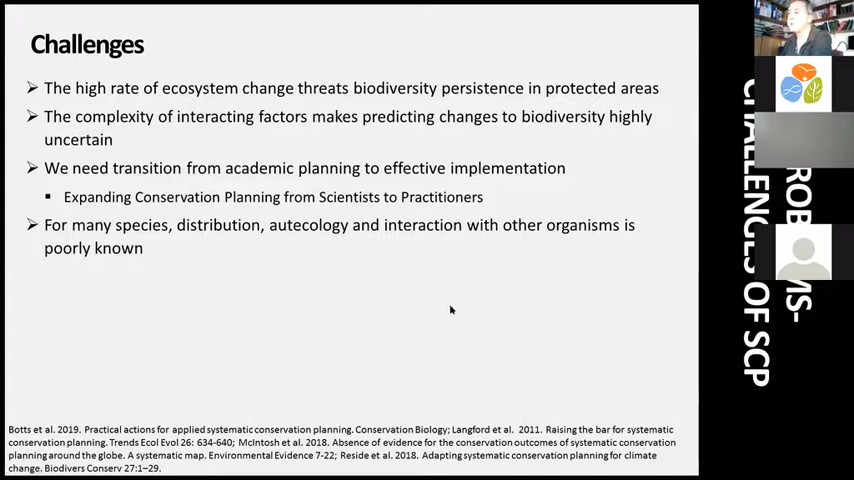 Challenges
➢ The high rate of ecosystem change threats biodiversity persistence in protected areas
➢ The complexity of interacting factors makes predicting changes to biodiversity highly
uncertain
➢ We need transition from academic planning to effective implementation
▪ Expanding Conservation Planning from Scientists to Practitioners
➢ For many species, distribution, autecology and interaction with other organisms is
poorly known
Botts et al. 2019. Practical actions for applied systematic conservation planning. Conservation Biology; Langford et al. 2011. Raising the bar for systematic
conservation planning. Trends Ecol Evol 26: 634-640; McIntosh et al. 2018. Absence of evidence for the conservation outcomes of systematic conservation
planning around the globe. A systematic map. Environmental Evidence 7-22; Reside et al. 2018. Adapting systematic conservation planning for climate
change. Biodivers Conserv 27:1–29.
CHALLENGES OF SCP